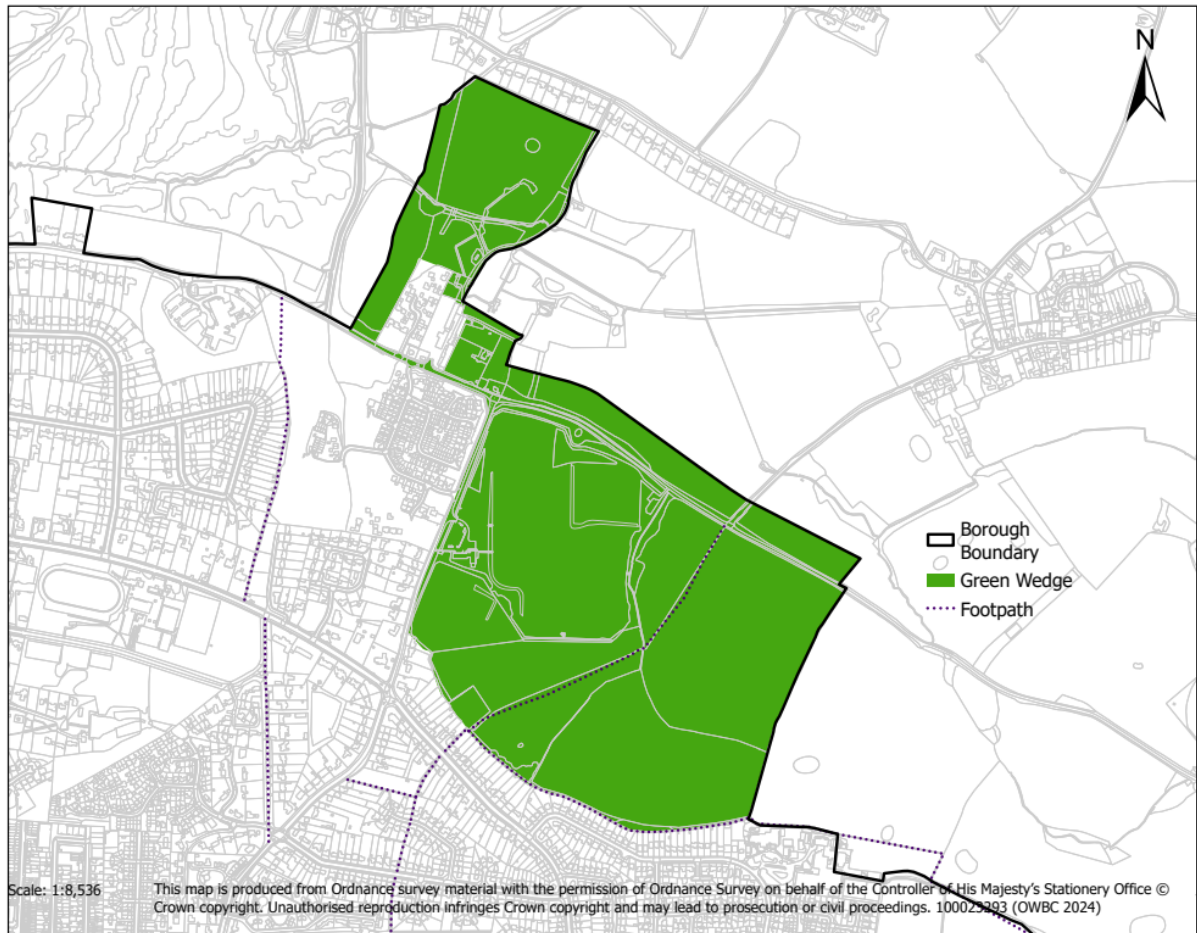 N
Borough
Boundary
Green Wedge
Footpath
Scale: 1:8,536
This map is produced from Ordnance survey material with the permission of Ordnance Survey on behalf of the Controller of His Majesty's Stationery Office ©
Crown copyright. Unauthorised reproduction infringes Crown copyright and may lead to prosecution or civil proceedings. 100023293 (OWBC 2024)